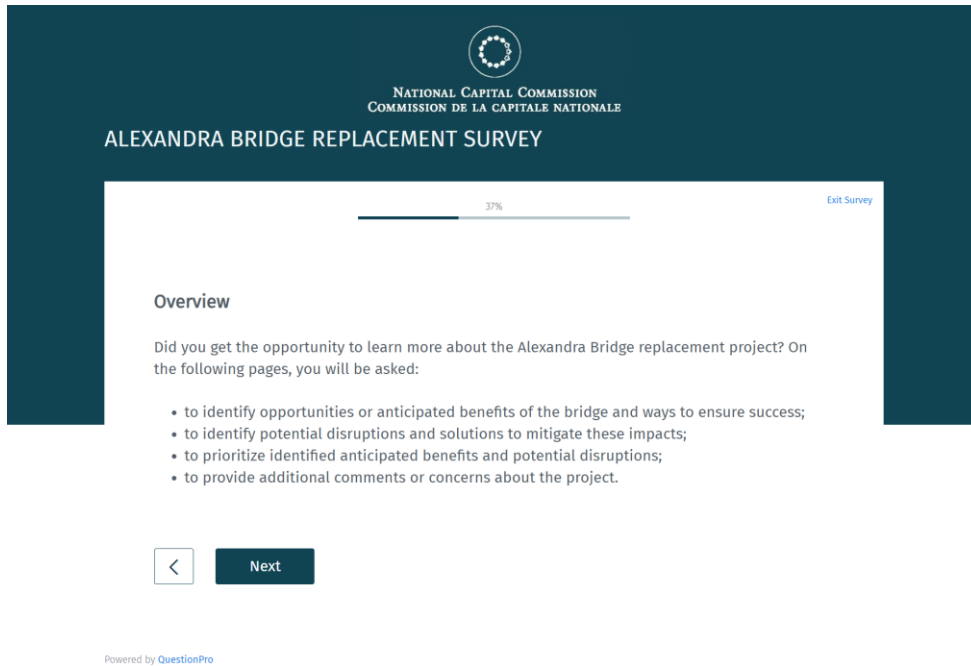 NATIONAL CAPITAL COMMISSION
COMMISSION DE LA CAPITALE NATIONALE
ALEXANDRA BRIDGE REPLACEMENT SURVEY
37%
Exit Survey
Overview
Did you get the opportunity to learn more about the Alexandra Bridge replacement project? On
the following pages, you will be asked:
• to identify opportunities or anticipated benefits of the bridge and ways to ensure success;
• to identify potential disruptions and solutions to mitigate these impacts;
• to prioritize identified anticipated benefits and potential disruptions;
• to provide additional comments or concerns about the project.
Next
Powered by QuestionPro